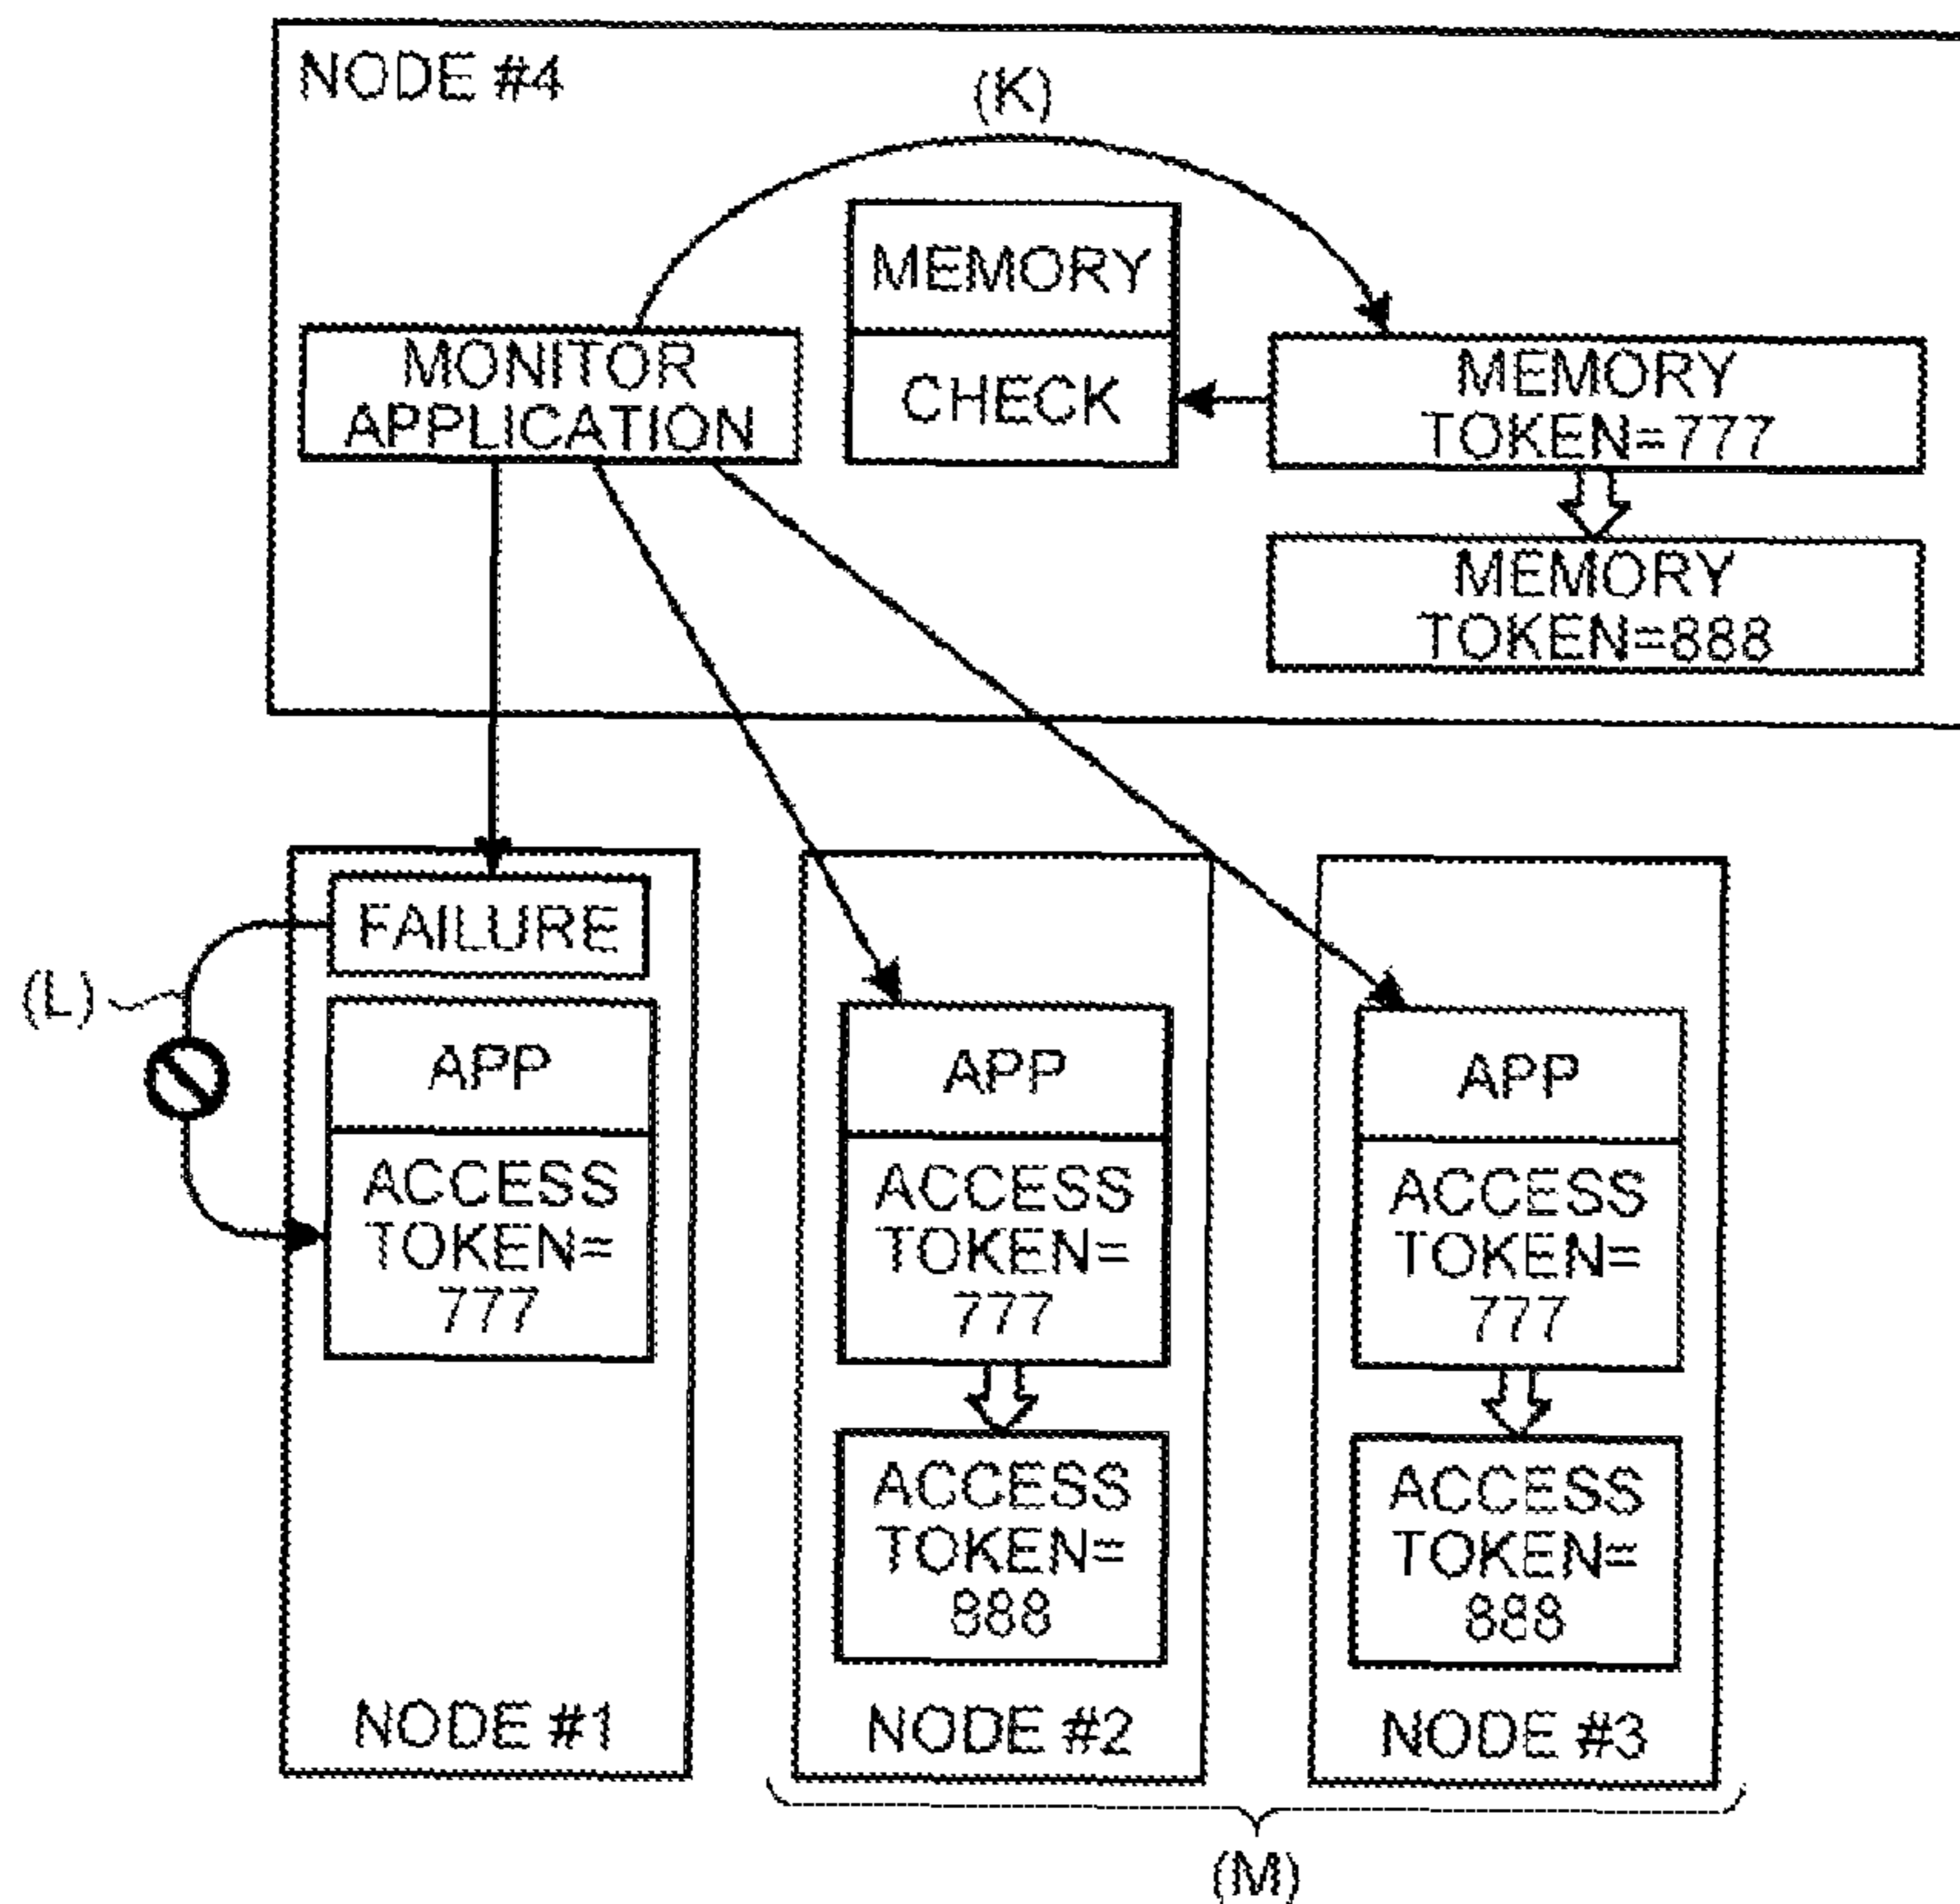 NODE #4
(K)
MEMORY
CHECK
MONITOR
APPLICATION
MEMORY
TOKEN=777
MEMORY
TOKEN=888
FAILURE
(L)
APP
ACCESS
TOKEN=
777
NODE #1
APP
ACCESS
TOKEN=
777
ACCESS
TOKEN=
888
NODE #2
APP
ACCESS
TOKEN=
777
ACCESS
TOKEN=
888
NODE #3
(M)